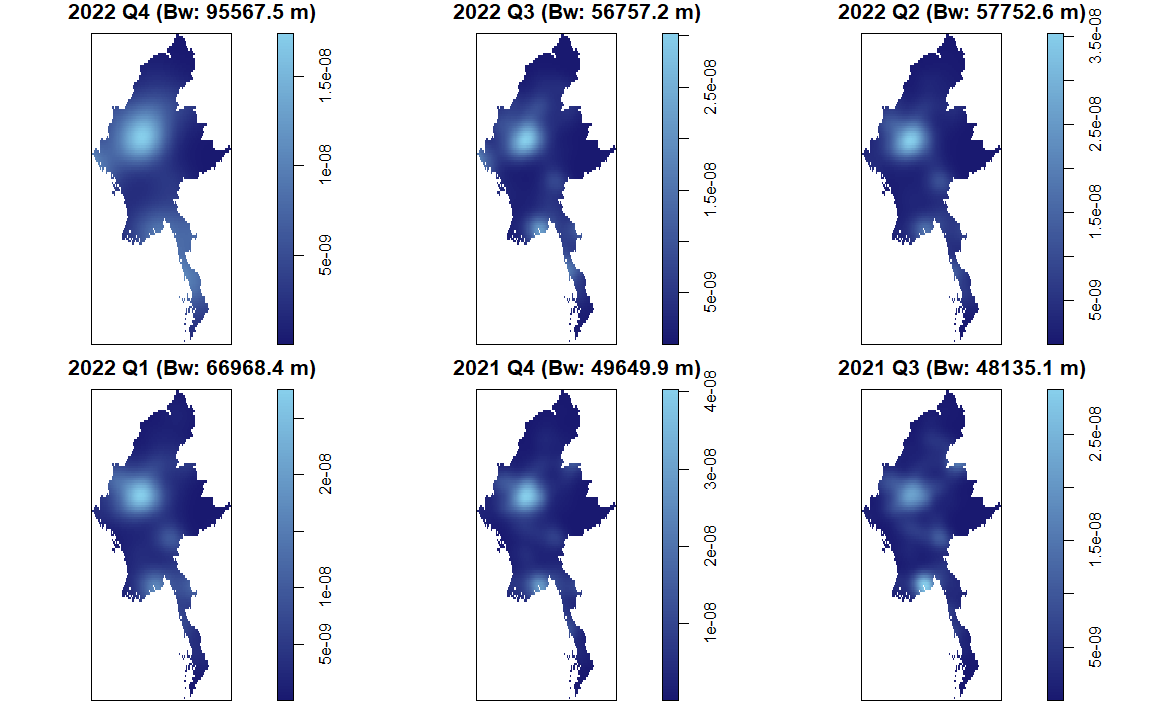 2022 Q4 (Bw: 95567.5 m)
1.5e-08
1e-08
5e-09
2022 Q3 (Bw: 56757.2 m)
2.5e-08
1.5e-08
5e-09
2022 Q2 (Bw: 57752.6 m)
3.5e-08
2.5e-08
1.5e-08
5e-09
2022 Q1 (Bw: 66968.4 m)
2e-08
1e-08
5e-09
2021 Q4 (Bw: 49649.9 m)
4e-08
3e-08
2e-08
1e-08
2021 Q3 (Bw: 48135.1 m)
2.5e-08
1.5e-08
5e-09